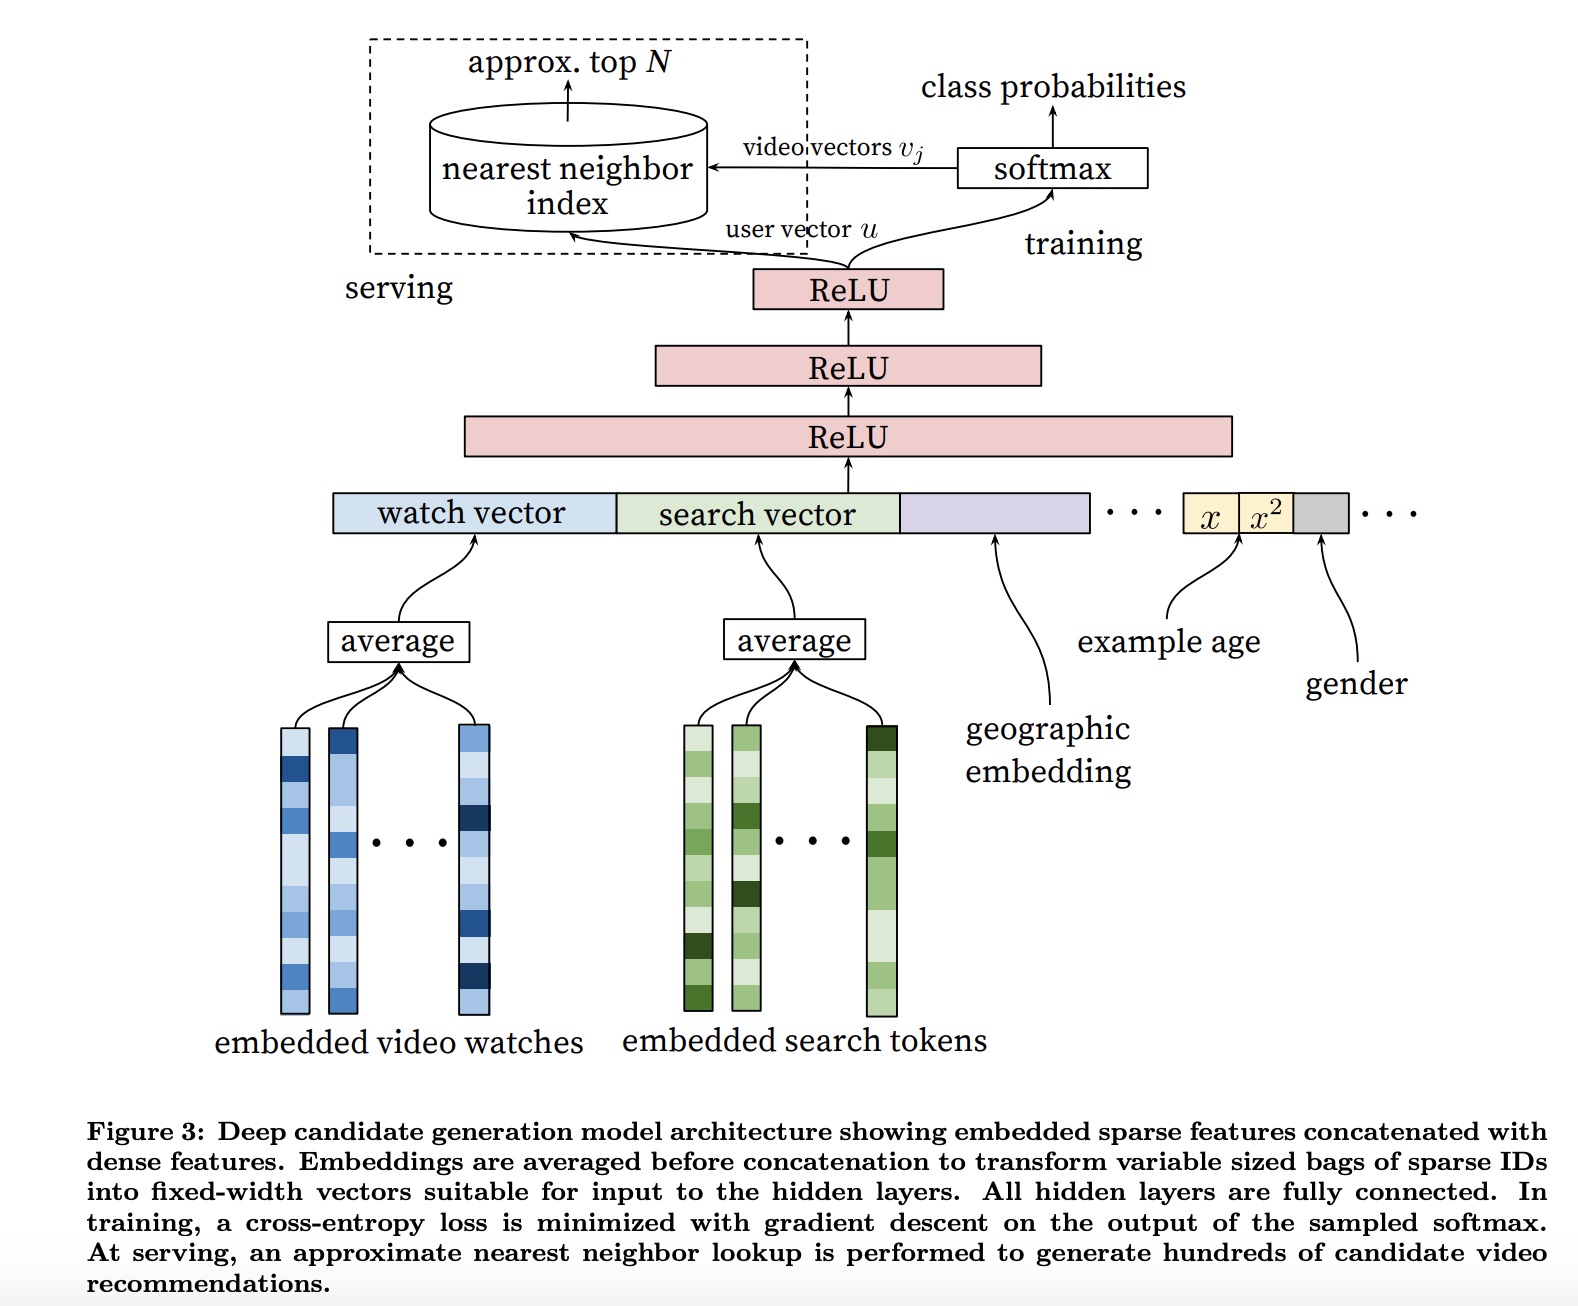 approx. top N
class probabilities
video vectors v_j
nearest neighbor
index
softmax
user vector u
training
serving
ReLU
ReLU
ReLU
watch vector
search vector
· · ·
x
x²
· · ·
average
average
example age
gender
geographic
embedding
· · ·
· · ·
embedded video watches
embedded search tokens
Figure 3: Deep candidate generation model architecture showing embedded sparse features concatenated with
dense features. Embeddings are averaged before concatenation to transform variable sized bags of sparse IDs
into fixed-width vectors suitable for input to the hidden layers. All hidden layers are fully connected. In
training, a cross-entropy loss is minimized with gradient descent on the output of the sampled softmax.
At serving, an approximate nearest neighbor lookup is performed to generate hundreds of candidate video
recommendations.